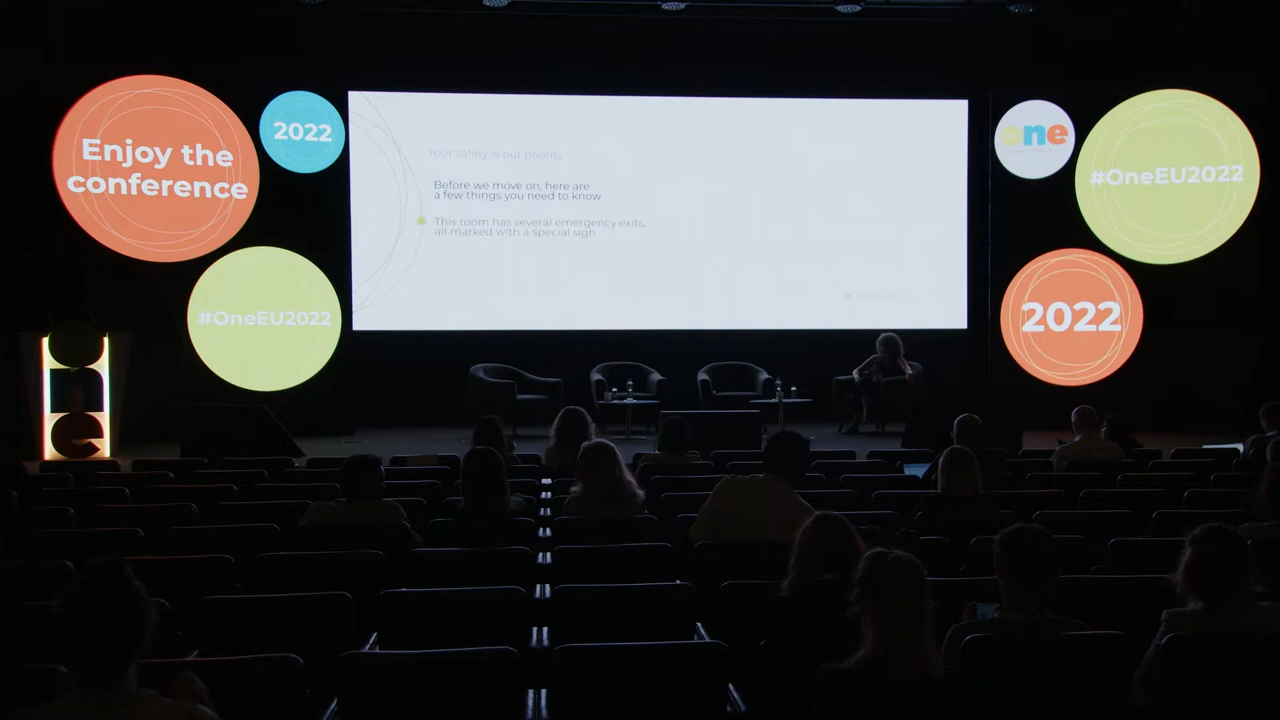 Enjoy the
conference
2022
#OneEU2022
Your safety is our priority
Before we move on, here are
a few things you need to know
This room has several emergency exits,
all marked with a special sign
one
#OneEU2022
2022
one